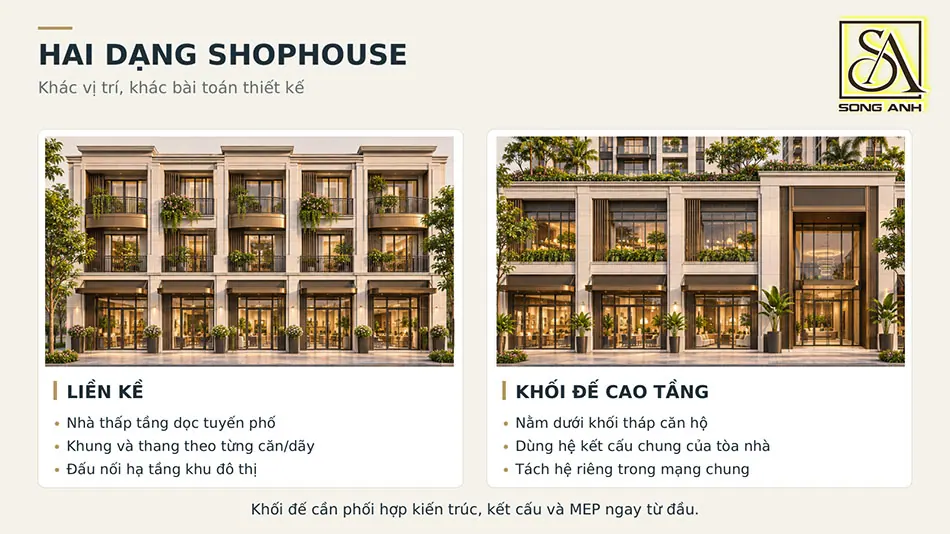 HAI DẠNG SHOPHOUSE
Khác vị trí, khác bài toán thiết kế
SA
SONG ANH
LIỀN KỀ
• Nhà thấp tầng dọc tuyến phố
• Khung và thang theo từng căn/dãy
• Đấu nối hạ tầng khu đô thị
KHỐI ĐẾ CAO TẦNG
• Nằm dưới khối tháp căn hộ
• Dùng hệ kết cấu chung của tòa nhà
• Tách hệ riêng trong mạng chung
Khối đế cần phối hợp kiến trúc, kết cấu và MEP ngay từ đầu.